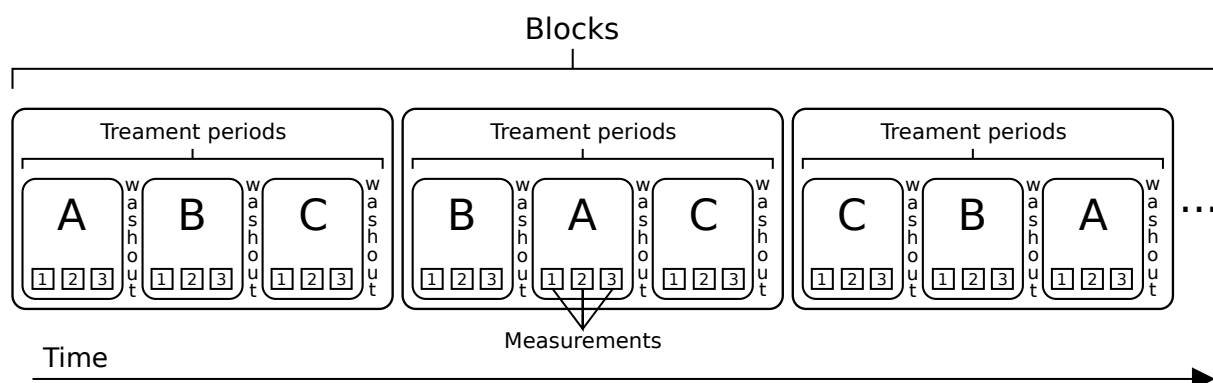 Blocks
Treament periods Treament periods Treament periods
A washout B washout C washout B washout A washout C washout C washout B washout A washout ...
1 2 3 1 2 3 1 2 3 1 2 3 1 2 3 1 2 3 1 2 3 1 2 3 1 2 3
Measurements
Time